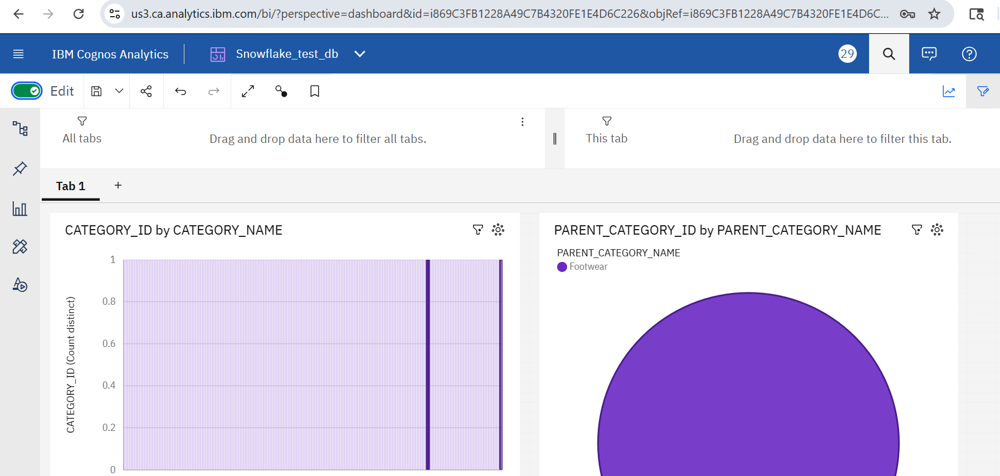 us3.ca.analytics.ibm.com/bi/?perspective=dashboard&id=i869C3FB1228A49C7B4320FE1E4D6C226&objRef=i869C3FB1228A49C7B4320FE1E4D6C...
IBM Cognos Analytics
Snowflake_test_db
29
Edit
All tabs
Drag and drop data here to filter all tabs.
This tab
Drag and drop data here to filter this tab.
Tab 1
CATEGORY_ID by CATEGORY_NAME
CATEGORY_ID (Count distinct)
1
0.8
0.6
0.4
0.2
0
PARENT_CATEGORY_ID by PARENT_CATEGORY_NAME
PARENT_CATEGORY_NAME
Footwear